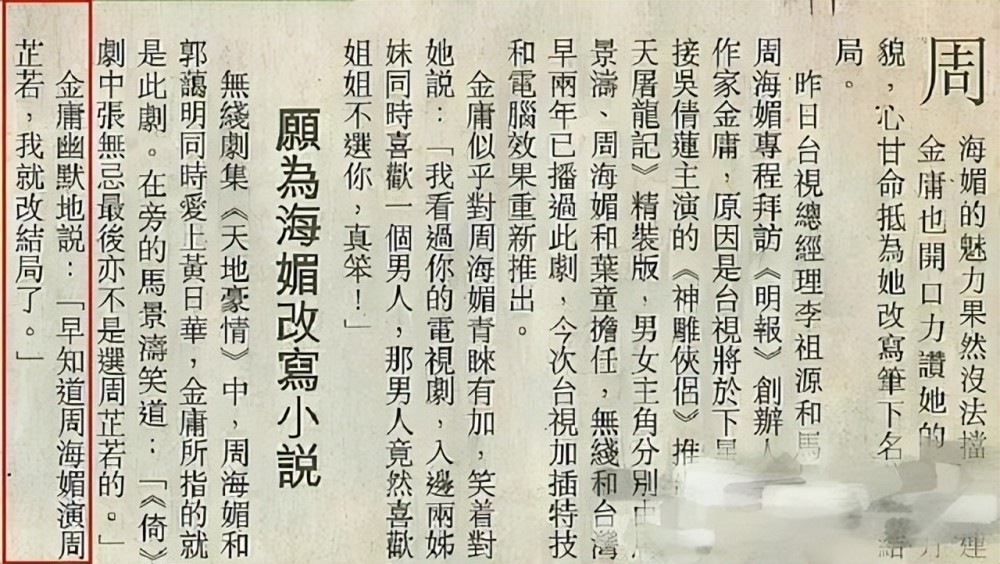 周海媚的魅力果然沒法擋連
金庸也開口力讚她的
貌，心甘命抵為她改寫筆下名結
局。
昨日台視總經理李祖源和馬
周海媚專程拜訪《明報》創辦人
作家金庸，原因是台視將於下
接吳倩蓮主演的《神雕俠侶》推
天屠龍記》精裝版，男女主角分別由
景濤、周海媚和葉童擔任，無綫和台灣
早兩年已播過此劇，今次台視加插特技
和電腦效果重新推出。
金庸似乎對周海媚青睞有加，笑着對
她說：「我看過你的電視劇，入邊兩姊
妹同時喜歡一個男人，那男人竟然喜歡
姐姐不選你，真笨！」
願為海媚改寫小說
無綫劇集《天地豪情》中，周海媚和
郭藹明同時愛上黃日華，金庸所指的就
是此劇。在旁的馬景濤笑道：「《倚》
劇中張無忌最後亦不是選周芷若的。」
金庸幽默地說：「早知道周海媚演周
芷若，我就改結局了。」